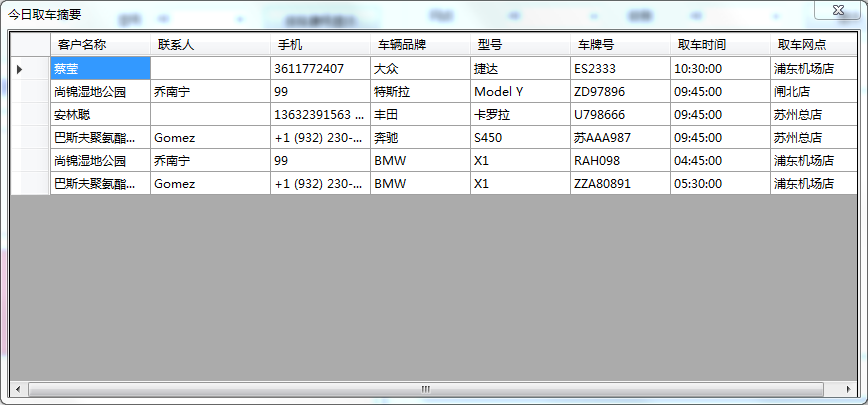 今日取车摘要
客户名称 联系人 手机 车辆品牌 型号 车牌号 取车时间 取车网点
蔡莹 3611772407 大众 捷达 ES2333 10:30:00 浦东机场店
尚锦湿地公园 乔南宁 99 特斯拉 Model Y ZD97896 09:45:00 闸北店
安林聪 13632391563 ... 丰田 卡罗拉 U798666 09:45:00 苏州总店
巴斯夫聚氨酯... Gomez +1 (932) 230-... 奔驰 S450 苏AAA987 09:45:00 苏州总店
尚锦湿地公园 乔南宁 99 BMW X1 RAH098 04:45:00 浦东机场店
巴斯夫聚氨酯... Gomez +1 (932) 230-... BMW X1 ZZA80891 05:30:00 浦东机场店